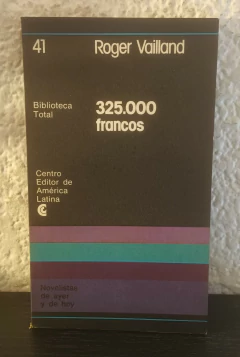 41
Roger Vailland
Biblioteca
Total
325.000
francos
Centro
Editor de
América
Latina
Novelistas
de ayer
y de hoy